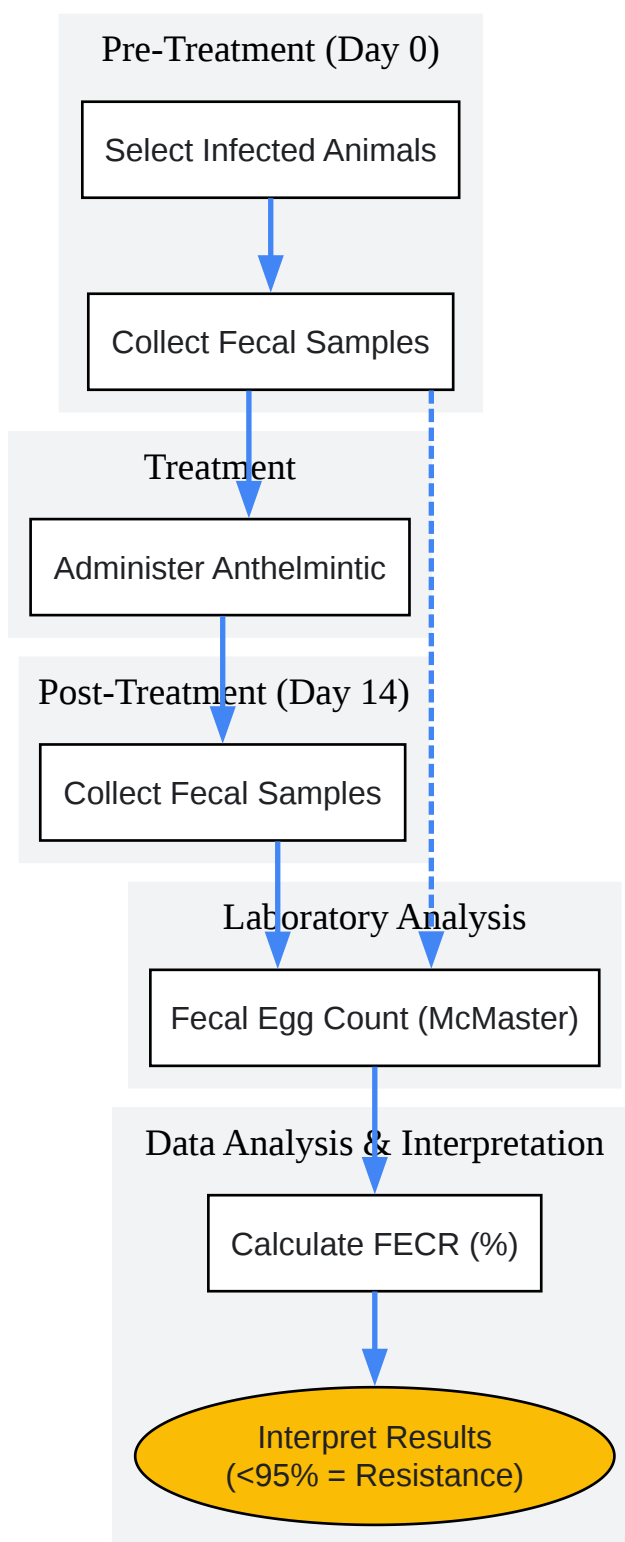 Pre-Treatment (Day 0)
Select Infected Animals
Collect Fecal Samples
Treatment
Administer Anthelmintic
Post-Treatment (Day 14)
Collect Fecal Samples
Laboratory Analysis
Fecal Egg Count (McMaster)
Data Analysis & Interpretation
Calculate FECR (%)
Interpret Results
(<95% = Resistance)